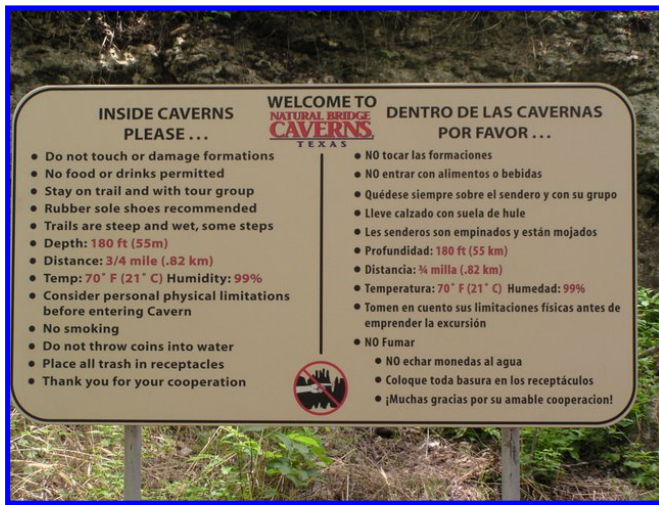 WELCOME TO
NATURAL BRIDGE
CAVERNS
TEXAS
INSIDE CAVERNS
PLEASE ...
• Do not touch or damage formations
• No food or drinks permitted
• Stay on trail and with tour group
• Rubber sole shoes recommended
• Trails are steep and wet, some steps
• Depth: 180 ft (55m)
• Distance: 3/4 mile (.82 km)
• Temp: 70° F (21° C) Humidity: 99%
• Consider personal physical limitations
before entering Cavern
• No smoking
• Do not throw coins into water
• Place all trash in receptacles
• Thank you for your cooperation
DENTRO DE LAS CAVERNAS
POR FAVOR ...
• NO tocar las formaciones
• NO entrar con alimentos o bebidas
• Quédese siempre sobre el sendero y con su grupo
• Lleve calzado con suela de hule
• Les senderos son empinados y están mojados
• Profundidad: 180 ft (55 km)
• Distancia: ¾ milla (.82 km)
• Temperatura: 70° F (21° C) Humedad: 99%
• Tomen en cuento sus limitaciones físicas antes de
emprender la excursión
• NO Fumar
• NO echar monedas al agua
• Coloque toda basura en los receptáculos
• ¡Muchas gracias por su amable cooperacion!